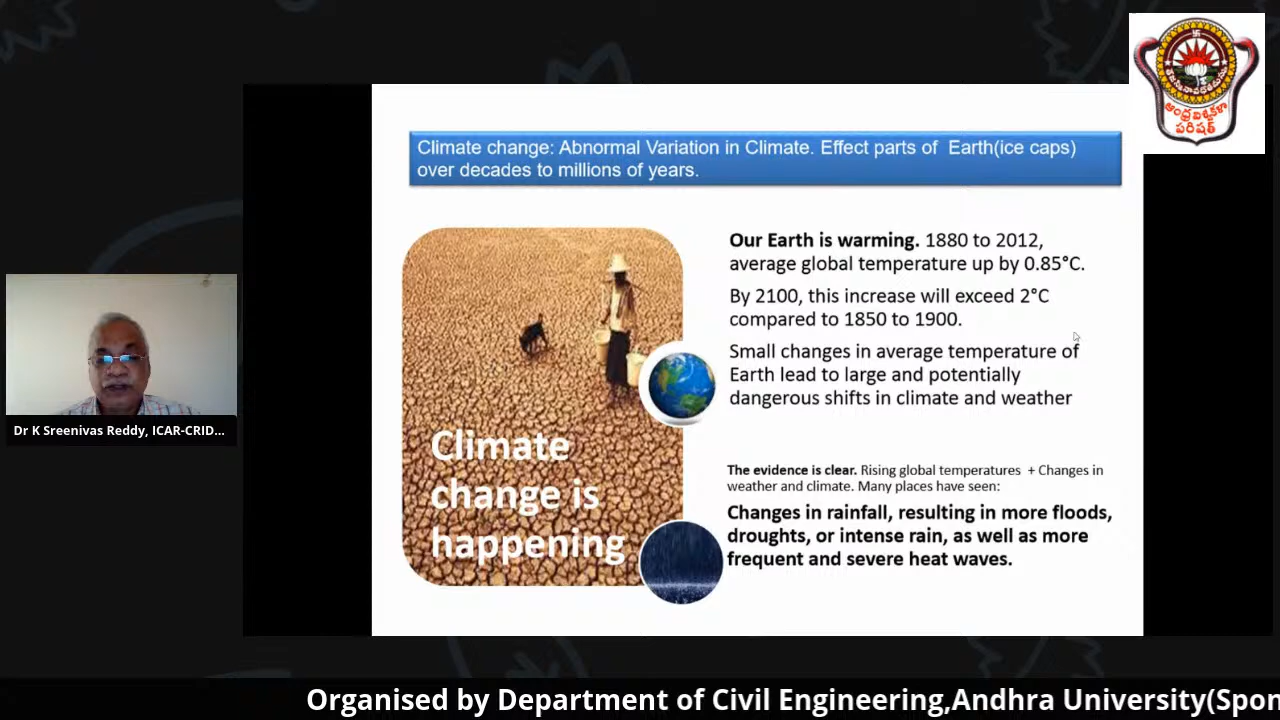 ఆంధ్ర విశ్వకళా
పరిషత్
Climate change: Abnormal Variation in Climate. Effect parts of Earth(ice caps)
over decades to millions of years.
Our Earth is warming. 1880 to 2012,
average global temperature up by 0.85°C.
By 2100, this increase will exceed 2°C
compared to 1850 to 1900.
Small changes in average temperature of
Earth lead to large and potentially
dangerous shifts in climate and weather
Climate
change is
happening
The evidence is clear. Rising global temperatures + Changes in
weather and climate. Many places have seen:
Changes in rainfall, resulting in more floods,
droughts, or intense rain, as well as more
frequent and severe heat waves.
Dr K Sreenivas Reddy, ICAR-CRID...
Organised by Department of Civil Engineering,Andhra University(Spon